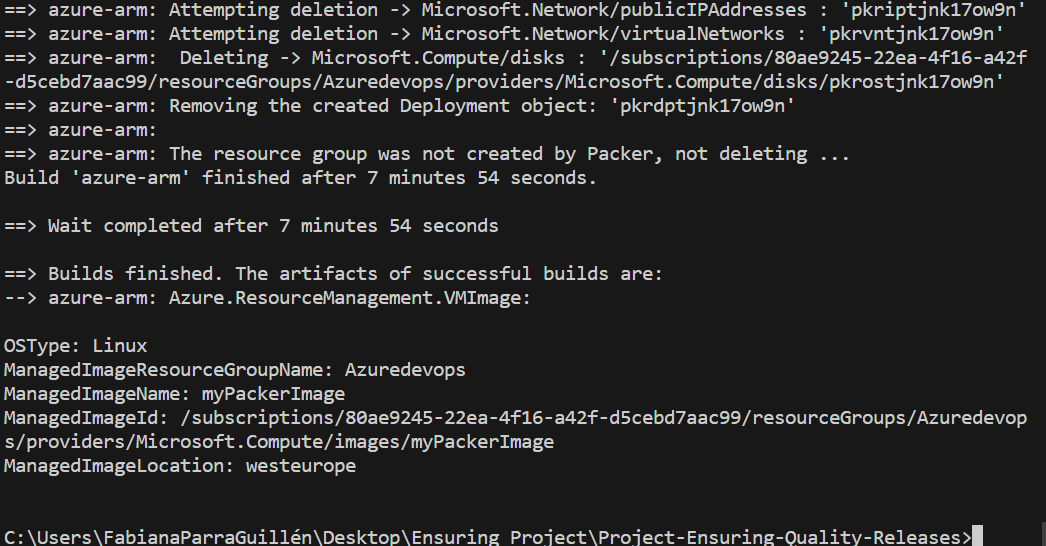 ==> azure-arm: Attempting deletion -> Microsoft.Network/publicIPAddresses : 'pkriptjnk17ow9n'
==> azure-arm: Attempting deletion -> Microsoft.Network/virtualNetworks : 'pkrvntjnk17ow9n'
==> azure-arm:  Deleting -> Microsoft.Compute/disks : '/subscriptions/80ae9245-22ea-4f16-a42f
-d5cebd7aac99/resourceGroups/Azuredevops/providers/Microsoft.Compute/disks/pkrostjnk17ow9n'
==> azure-arm: Removing the created Deployment object: 'pkrdptjnk17ow9n'
==> azure-arm:
==> azure-arm: The resource group was not created by Packer, not deleting ...
Build 'azure-arm' finished after 7 minutes 54 seconds.

==> Wait completed after 7 minutes 54 seconds

==> Builds finished. The artifacts of successful builds are:
--> azure-arm: Azure.ResourceManagement.VMImage:

OSType: Linux
ManagedImageResourceGroupName: Azuredevops
ManagedImageName: myPackerImage
ManagedImageId: /subscriptions/80ae9245-22ea-4f16-a42f-d5cebd7aac99/resourceGroups/Azuredevop
s/providers/Microsoft.Compute/images/myPackerImage
ManagedImageLocation: westeurope

C:\Users\FabianaParraGuillén\Desktop\Ensuring Project\Project-Ensuring-Quality-Releases>